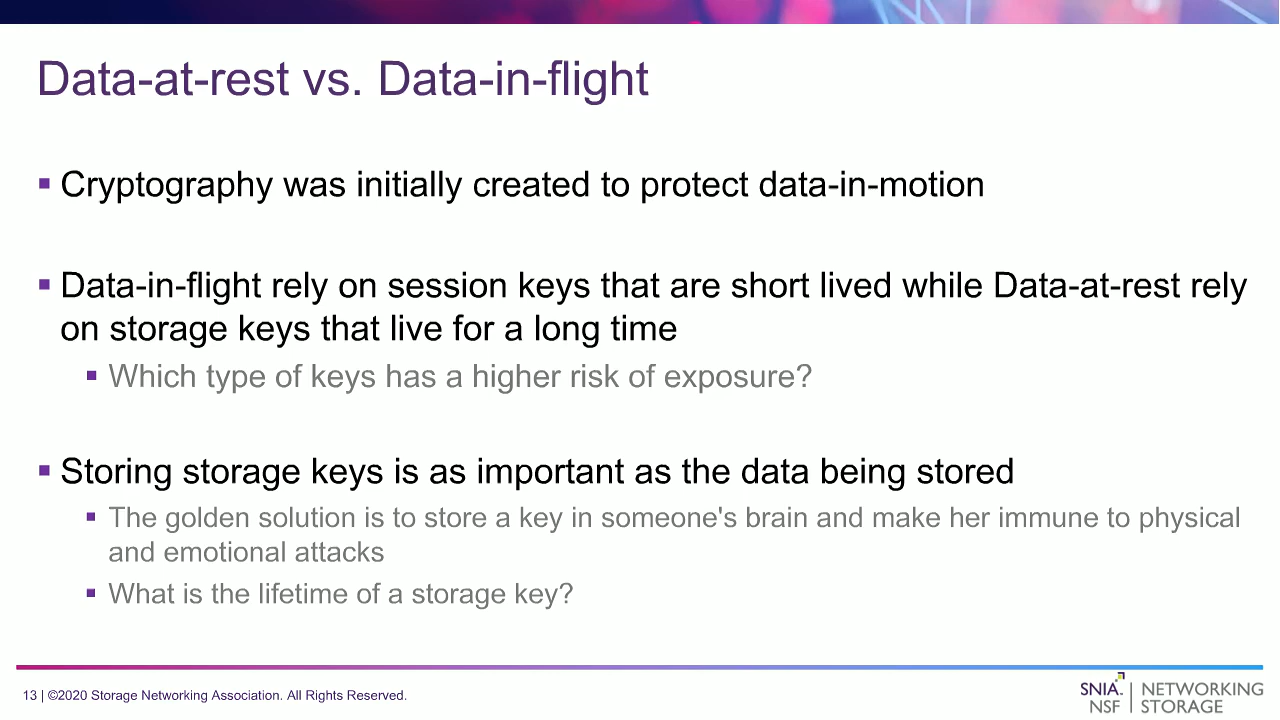 Data-at-rest vs. Data-in-flight
▪ Cryptography was initially created to protect data-in-motion
▪ Data-in-flight rely on session keys that are short lived while Data-at-rest rely
on storage keys that live for a long time
▪ Which type of keys has a higher risk of exposure?
▪ Storing storage keys is as important as the data being stored
▪ The golden solution is to store a key in someone's brain and make her immune to physical
and emotional attacks
▪ What is the lifetime of a storage key?
13 | ©2020 Storage Networking Association. All Rights Reserved.
SNIA. | NETWORKING
NSF | STORAGE